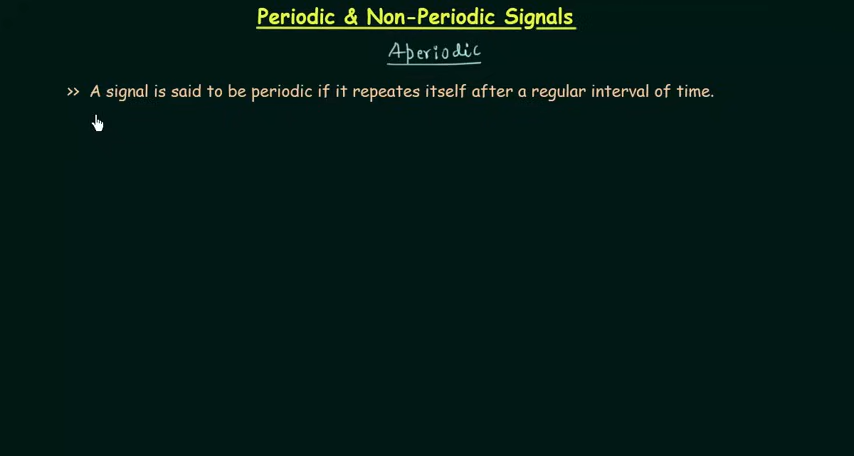 Periodic & Non-Periodic Signals
Aperiodic
>> A signal is said to be periodic if it repeates itself after a regular interval of time.